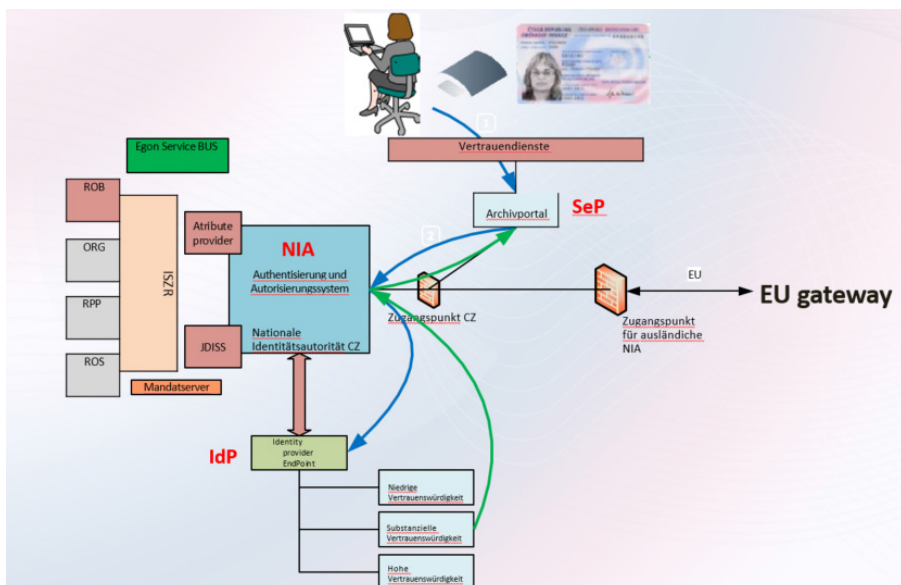 1
Vertrauendienste
Egon Service BUS
ROB
Atribute
provider
NIA
Archivportal
SeP
2
ORG
ISZR
Authentisierung und
Autorisierungssystem
EU
EU gateway
RPP
Zugangspunkt CZ
Zugangspunkt
für ausländiche
NIA
JDISS
Nationale
Identitätsautorität CZ
ROS
Mandatserver
IdP
Identity
provider
EndPoint
Niedrige
Vertrauenswürdigkeit
Substanzielle
Vertrauenswürdigkeit
Hohe
Vertrauenswürdigkeit